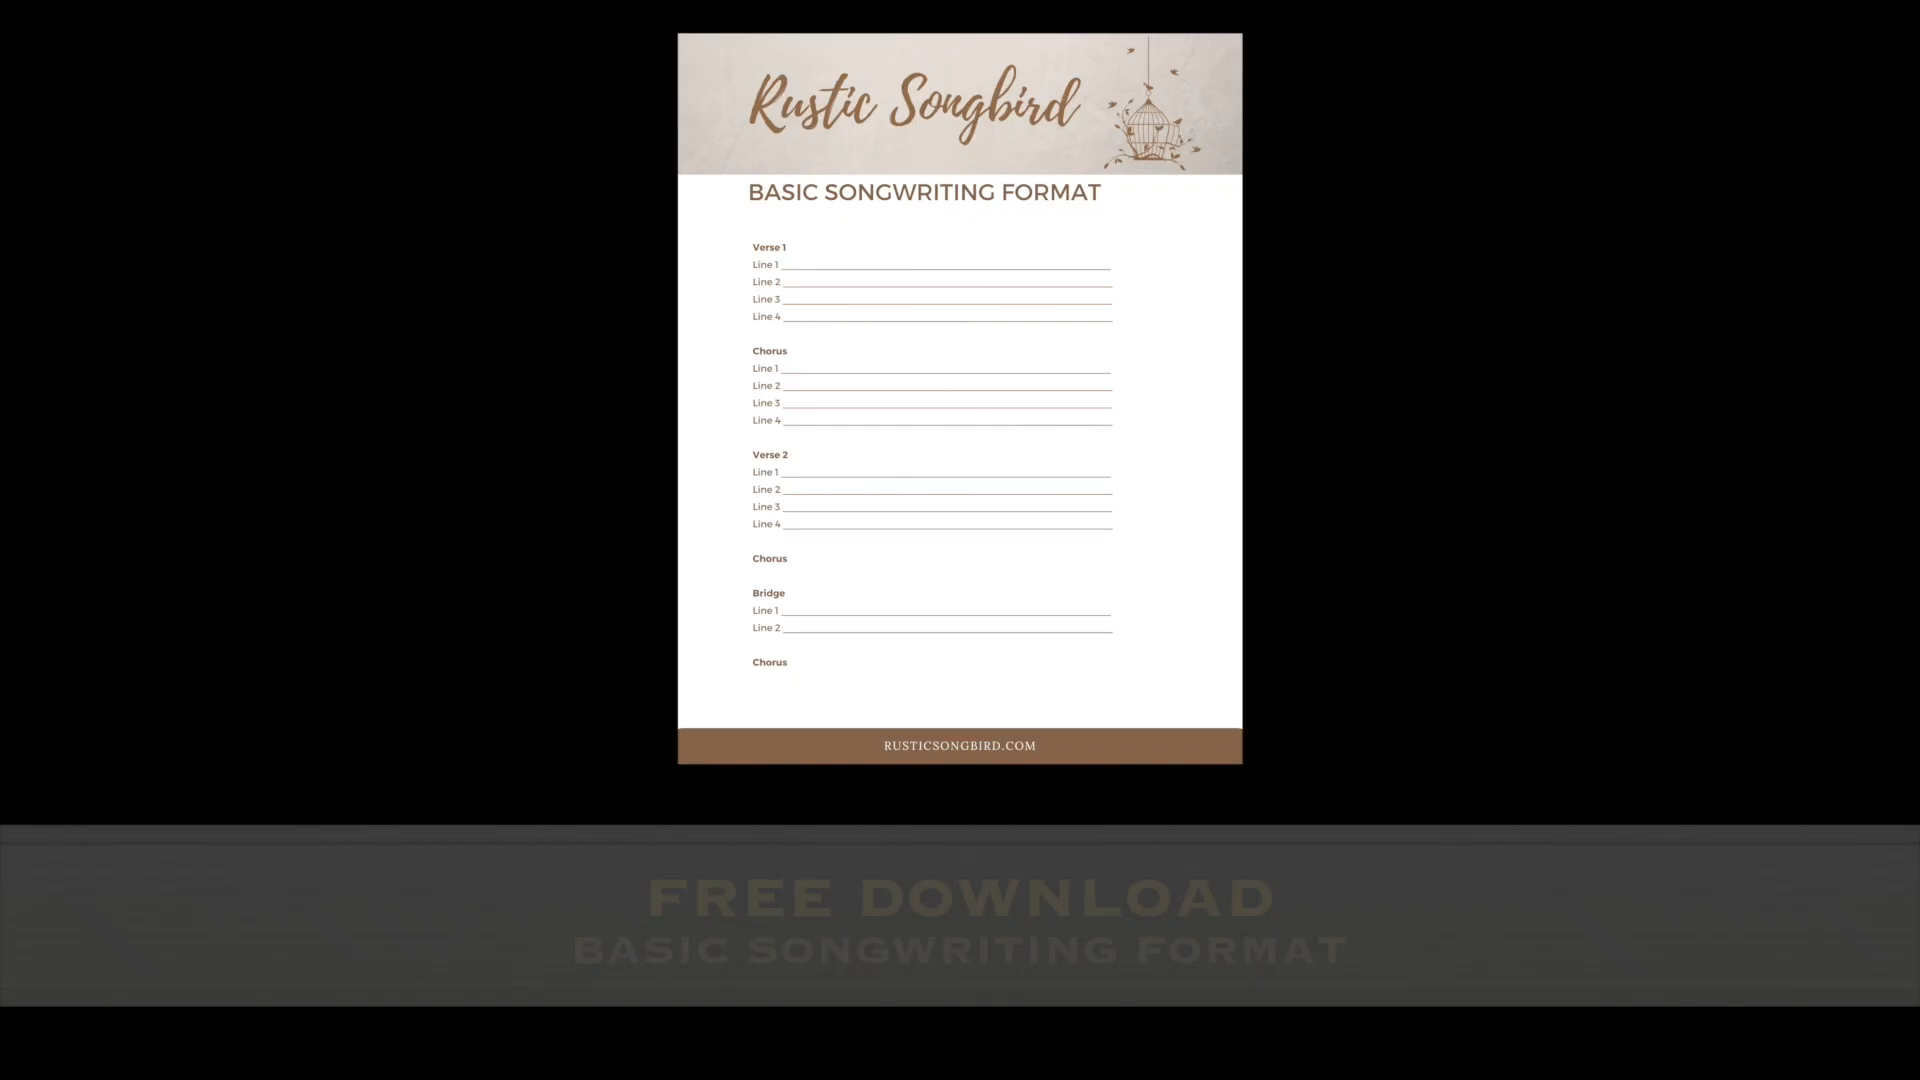 Rustic Songbird
BASIC SONGWRITING FORMAT
Verse 1
Line 1
Line 2
Line 3
Line 4
Chorus
Line 1
Line 2
Line 3
Line 4
Verse 2
Line 1
Line 2
Line 3
Line 4
Chorus
Bridge
Line 1
Line 2
Chorus
RUSTICSONGBIRD.COM
FREE DOWNLOAD
BASIC SONGWRITING FORMAT